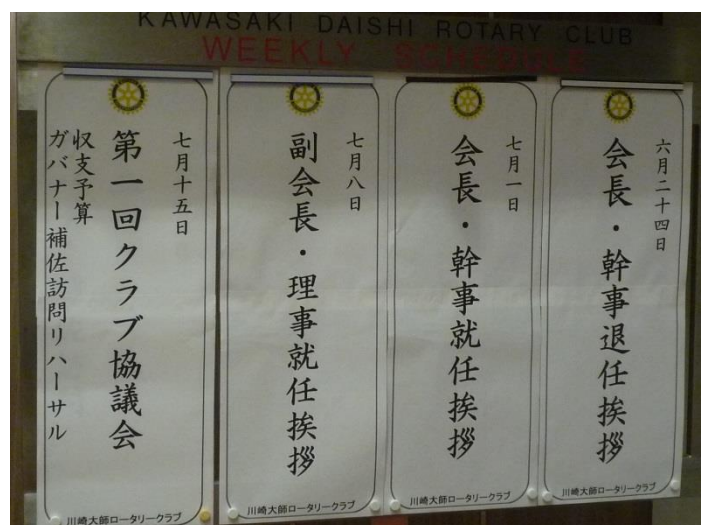 KAWASAKI DAISHI ROTARY CLUB
WEEKLY SCHEDULE
六月二十四日
会長・幹事退任挨拶
川崎大師ロータリークラブ
七月一日
会長・幹事就任挨拶
川崎大師ロータリークラブ
七月八日
副会長・理事就任挨拶
川崎大師ロータリークラブ
七月十五日
第一回クラブ協議会
収支予算
ガバナー補佐訪問リハーサル
川崎大師ロータリークラブ